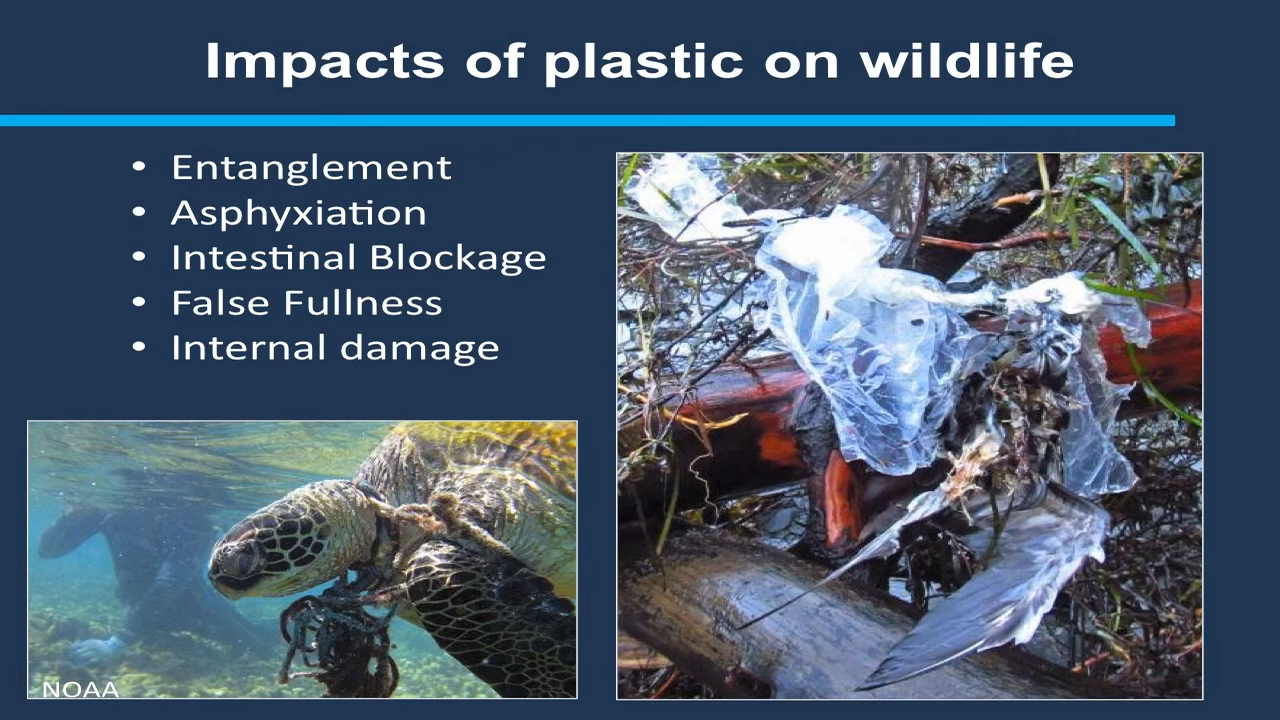 Impacts of plastic on wildlife
• Entanglement
• Asphyxiation
• Intestinal Blockage
• False Fullness
• Internal damage
NOAA